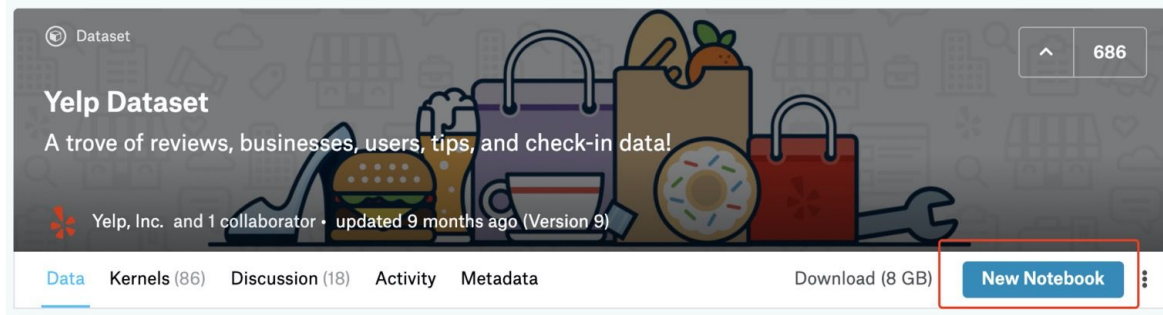 Dataset
686
Yelp Dataset
A trove of reviews, businesses, users, tips, and check-in data!
Yelp, Inc. and 1 collaborator • updated 9 months ago (Version 9)
Data Kernels (86) Discussion (18) Activity Metadata Download (8 GB) New Notebook